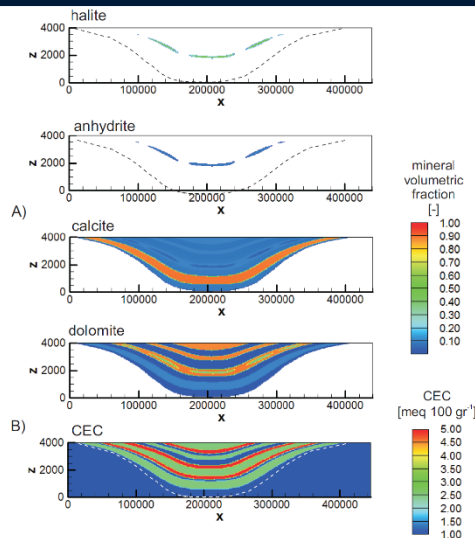 halite
4000
2000
0
z
0 100000 200000 300000 400000
x
anhydrite
4000
2000
0
z
0 100000 200000 300000 400000
x
A)
calcite
4000
2000
0
z
0 100000 200000 300000 400000
dolomite
4000
2000
0
z
0 100000 200000 300000 400000
B)
CEC
4000
2000
0
z
0 100000 200000 300000 400000
x
mineral
volumetric
fraction
[-]
1.00
0.90
0.80
0.70
0.60
0.50
0.40
0.30
0.20
0.10
CEC
[meq 100 gr⁻¹]
5.00
4.50
4.00
3.50
3.00
2.50
2.00
1.50
1.00